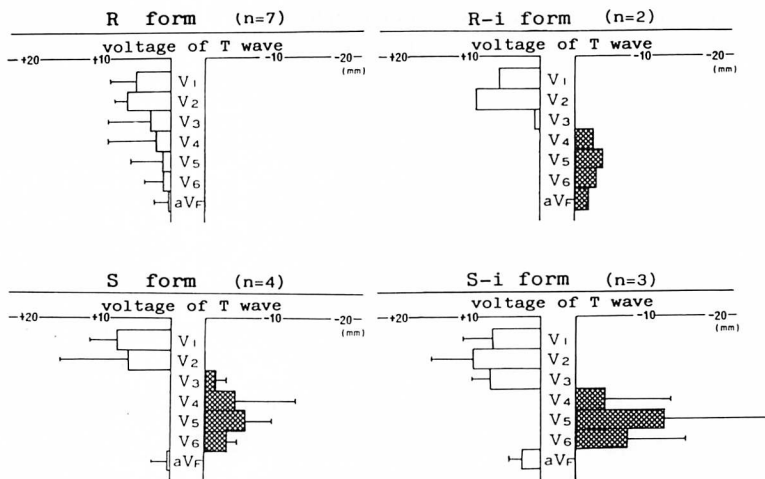 R form (n=7)
voltage of T wave
+20 +10 -10 -20
(mm)
V1
V2
V3
V4
V5
V6
aVF
R-i form (n=2)
voltage of T wave
+20 +10 -10 -20
(mm)
V1
V2
V3
V4
V5
V6
aVF
S form (n=4)
voltage of T wave
+20 +10 -10 -20
(mm)
V1
V2
V3
V4
V5
V6
aVF
S-i form (n=3)
voltage of T wave
+20 +10 -10 -20
(mm)
V1
V2
V3
V4
V5
V6
aVF